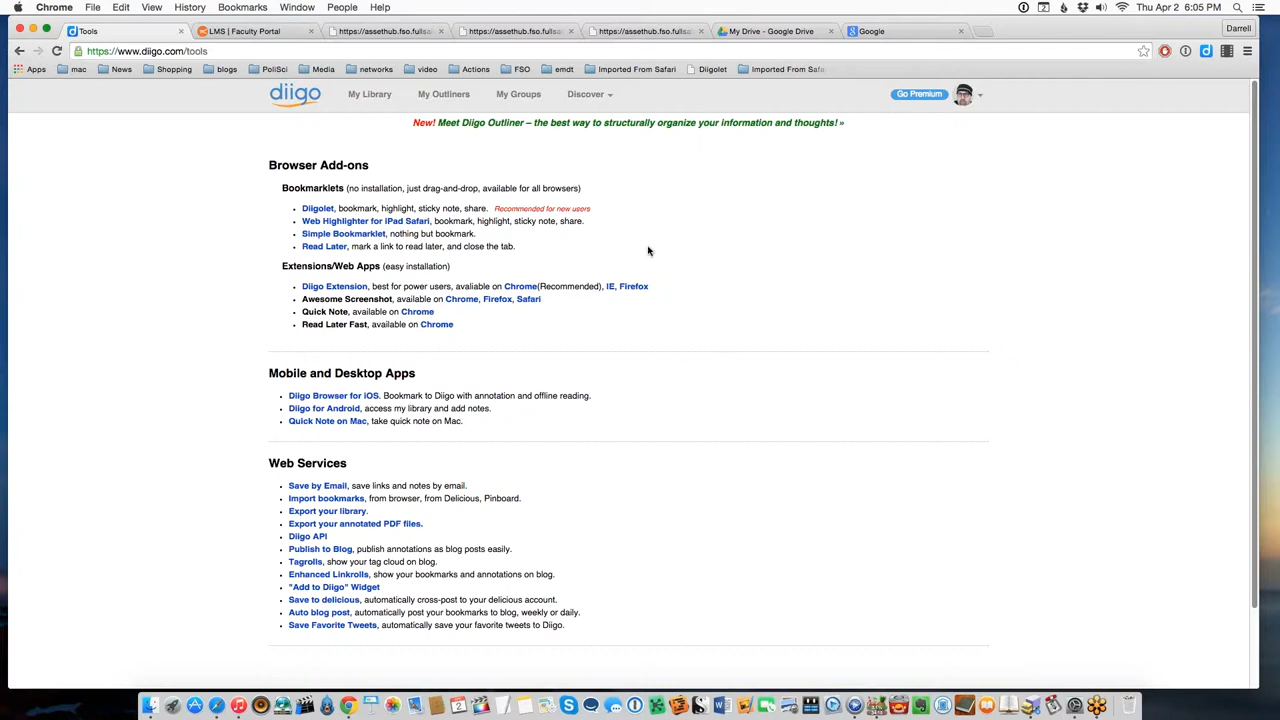 Chrome File Edit View History Bookmarks Window People Help Thu Apr 2 6:05 PM
Tools LMS | Faculty Portal https://assethub.fso.fullsa https://assethub.fso.fullsa https://assethub.fso.fullsa My Drive - Google Drive Google Darrell
https://www.diigo.com/tools
Apps mac News Shopping blogs PoliSci Media networks video Actions FSO emdt Imported From Safari Diigolet Imported From Safa
diigo My Library My Outliners My Groups Discover Go Premium
New! Meet Diigo Outliner – the best way to structurally organize your information and thoughts! »
Browser Add-ons
Bookmarklets (no installation, just drag-and-drop, available for all browsers)
• Diigolet, bookmark, highlight, sticky note, share. Recommended for new users
• Web Highlighter for iPad Safari, bookmark, highlight, sticky note, share.
• Simple Bookmarklet, nothing but bookmark.
• Read Later, mark a link to read later, and close the tab.
Extensions/Web Apps (easy installation)
• Diigo Extension, best for power users, avaliable on Chrome(Recommended), IE, Firefox
• Awesome Screenshot, available on Chrome, Firefox, Safari
• Quick Note, available on Chrome
• Read Later Fast, available on Chrome
Mobile and Desktop Apps
• Diigo Browser for iOS. Bookmark to Diigo with annotation and offline reading.
• Diigo for Android, access my library and add notes.
• Quick Note on Mac, take quick note on Mac.
Web Services
• Save by Email, save links and notes by email.
• Import bookmarks, from browser, from Delicious, Pinboard.
• Export your library.
• Export your annotated PDF files.
• Diigo API
• Publish to Blog, publish annotations as blog posts easily.
• Tagrolls, show your tag cloud on blog.
• Enhanced Linkrolls, show your bookmarks and annotations on blog.
• "Add to Diigo" Widget
• Save to delicious, automatically cross-post to your delicious account.
• Auto blog post, automatically post your bookmarks to blog, weekly or daily.
• Save Favorite Tweets, automatically save your favorite tweets to Diigo.